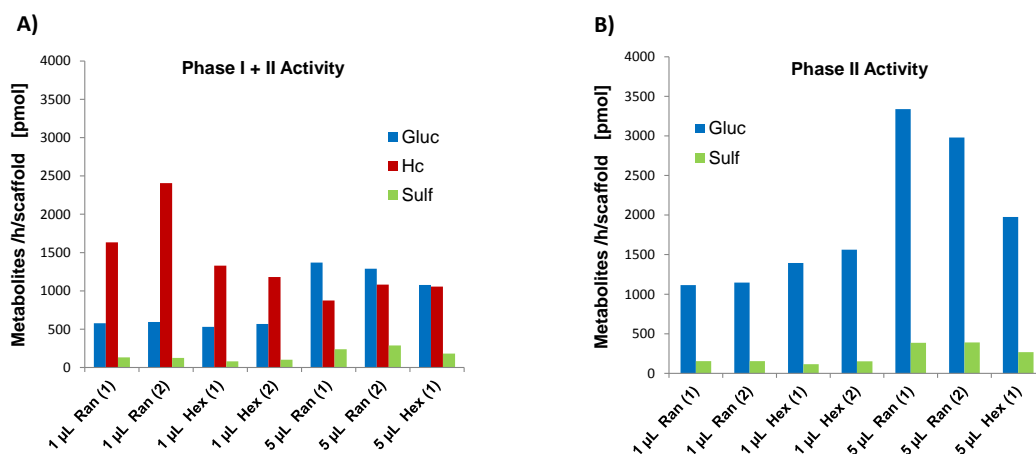 A)
Phase I + II Activity
Metabolites /h/scaffold [pmol]
4000
3500
3000
2500
2000
1500
1000
500
0
Gluc
Hc
Sulf
1 µL Ran (1)
1 µL Ran (2)
1 µL Hex (1)
1 µL Hex (2)
5 µL Ran (1)
5 µL Ran (2)
5 µL Hex (1)
B)
Phase II Activity
Metabolites /h/scaffold [pmol]
4000
3500
3000
2500
2000
1500
1000
500
0
Gluc
Sulf
1 µL Ran (1)
1 µL Ran (2)
1 µL Hex (1)
1 µL Hex (2)
5 µL Ran (1)
5 µL Ran (2)
5 µL Hex (1)